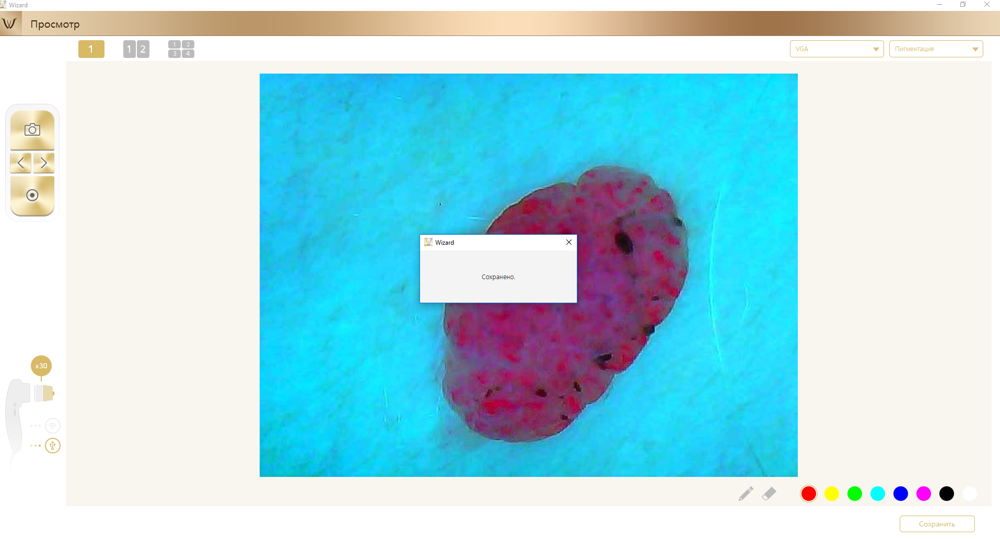 Wizard
Просмотр
1
1 2
1 2
3 4
VGA
Пигментация
Wizard
Сохранено.
x30
Сохранить